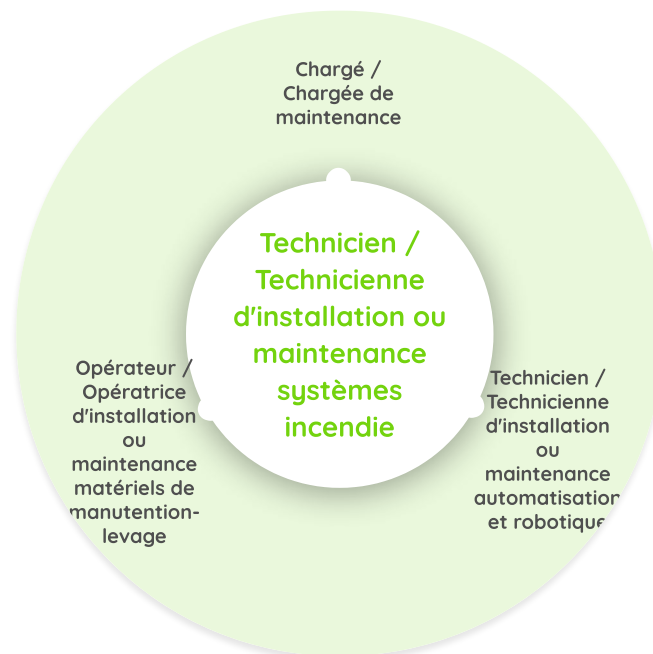 Chargé /
Chargée de
maintenance
Technicien /
Technicienne
d'installation ou
maintenance
systèmes
incendie
Opérateur /
Opératrice
d'installation
ou
maintenance
matériels de
manutention-
levage
Technicien /
Technicienne
d'installation
ou
maintenance
automatisation
et robotique